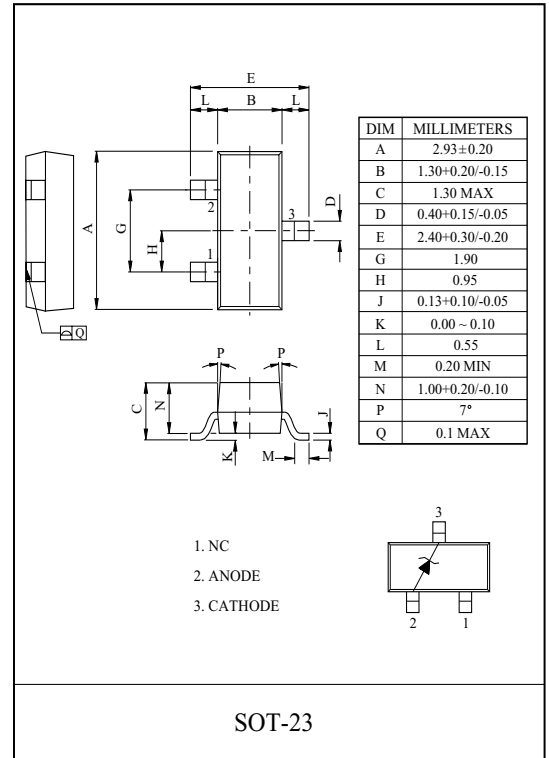 E
L B L
A
G
H
D
2
3
1
⏥ Q
DIM MILLIMETERS
A 2.93±0.20
B 1.30+0.20/-0.15
C 1.30 MAX
D 0.40+0.15/-0.05
E 2.40+0.30/-0.20
G 1.90
H 0.95
J 0.13+0.10/-0.05
K 0.00 ~ 0.10
L 0.55
M 0.20 MIN
N 1.00+0.20/-0.10
P 7°
Q 0.1 MAX
P P
C
N
J
K
M
1. NC
2. ANODE
3. CATHODE
3
2 1
SOT-23